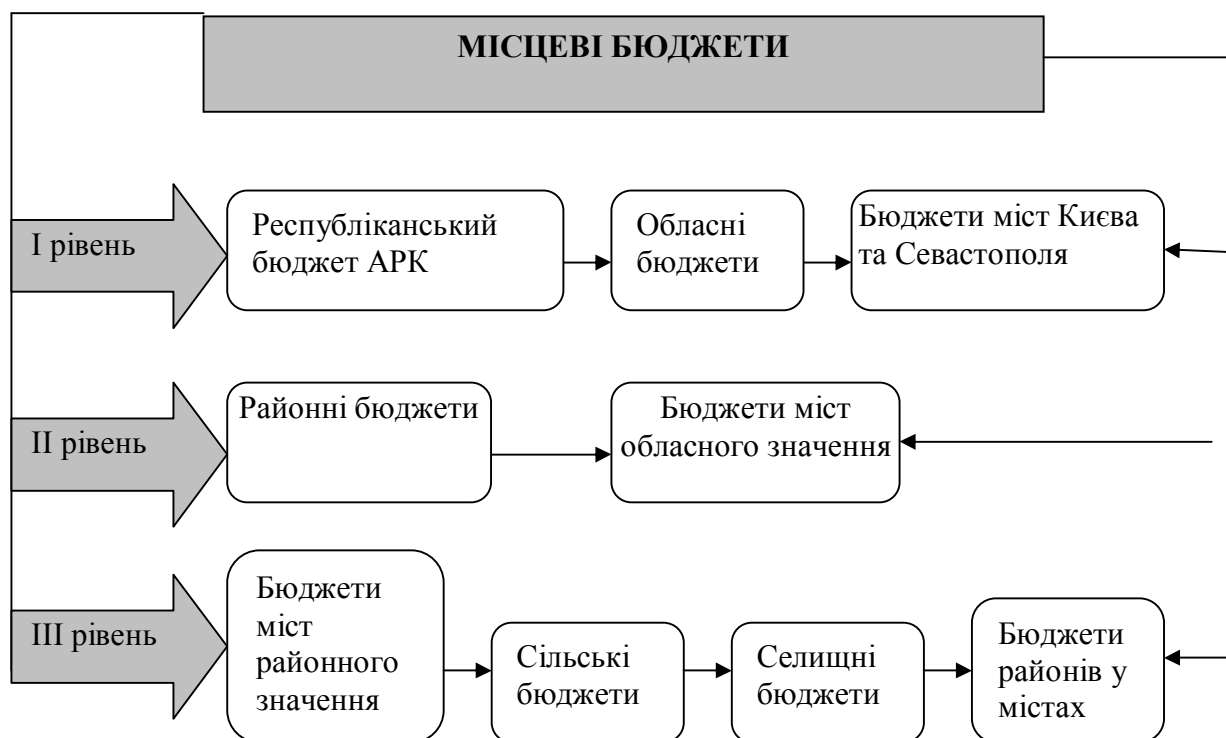 МІСЦЕВІ БЮДЖЕТИ
І рівень
Республіканський
бюджет АРК
Обласні
бюджети
Бюджети міст Києва
та Севастополя
ІІ рівень
Районні бюджети
Бюджети міст
обласного значення
ІІІ рівень
Бюджети
міст
районного
значення
Сільські
бюджети
Селищні
бюджети
Бюджети
районів у
містах